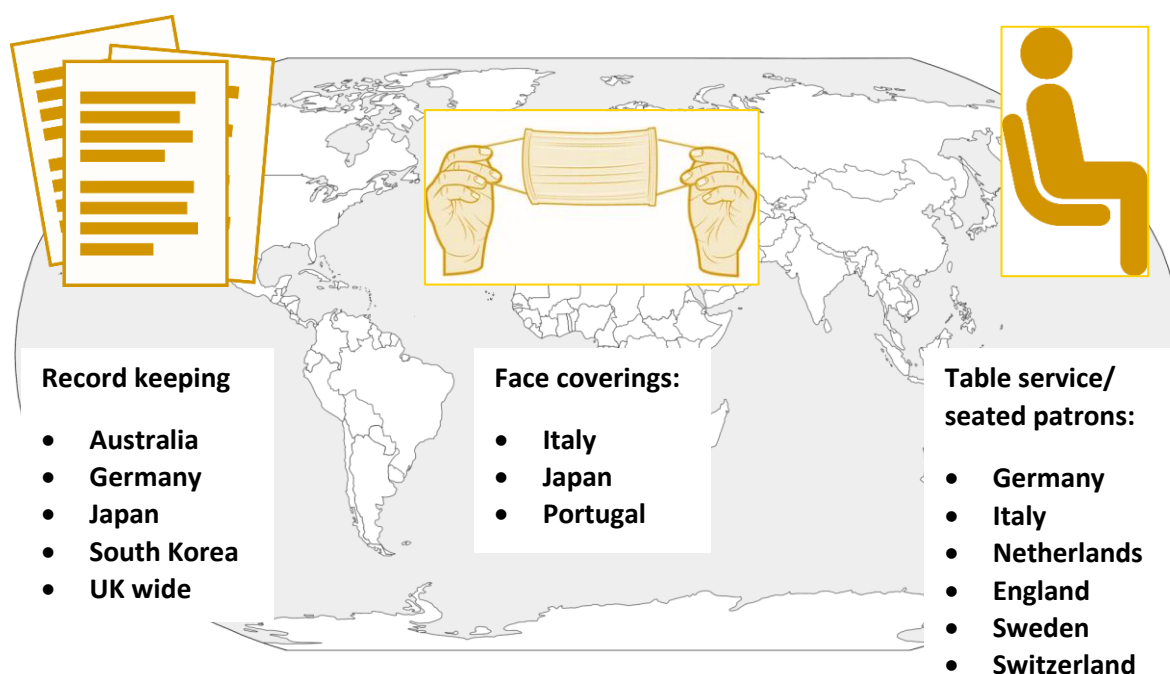 Record keeping
• Australia
• Germany
• Japan
• South Korea
• UK wide
Face coverings:
• Italy
• Japan
• Portugal
Table service/
seated patrons:
• Germany
• Italy
• Netherlands
• England
• Sweden
• Switzerland